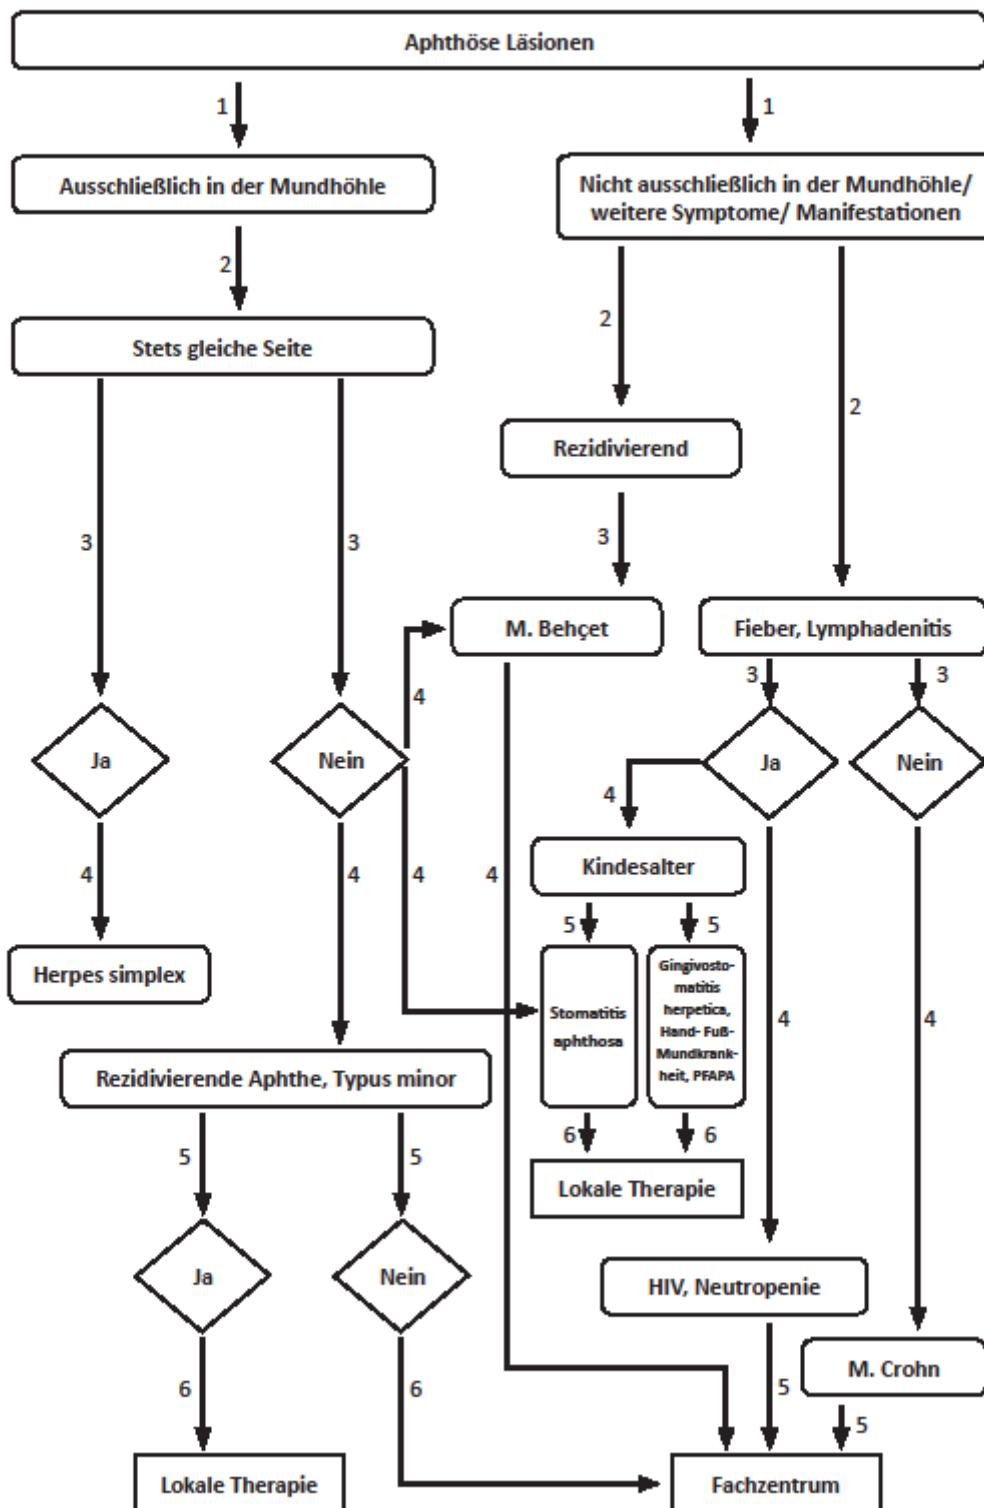 Aphthöse Läsionen
1
1
Ausschließlich in der Mundhöhle
Nicht ausschließlich in der Mundhöhle/
weitere Symptome/ Manifestationen
2
2
2
Stets gleiche Seite
Rezidivierend
3
3
3
M. Behçet
Fieber, Lymphadenitis
3
3
4
Ja
Nein
Ja
Nein
4
4
4
4
4
Kindesalter
5
5
Herpes simplex
Stomatitis
aphthosa
Gingivosto-
matitis
herpetica,
Hand- Fuß-
Mundkrank-
heit, PFAPA
4
4
Rezidivierende Aphthe, Typus minor
5
5
6
6
Lokale Therapie
Ja
Nein
HIV, Neutropenie
M. Crohn
6
6
5
5
Lokale Therapie
Fachzentrum